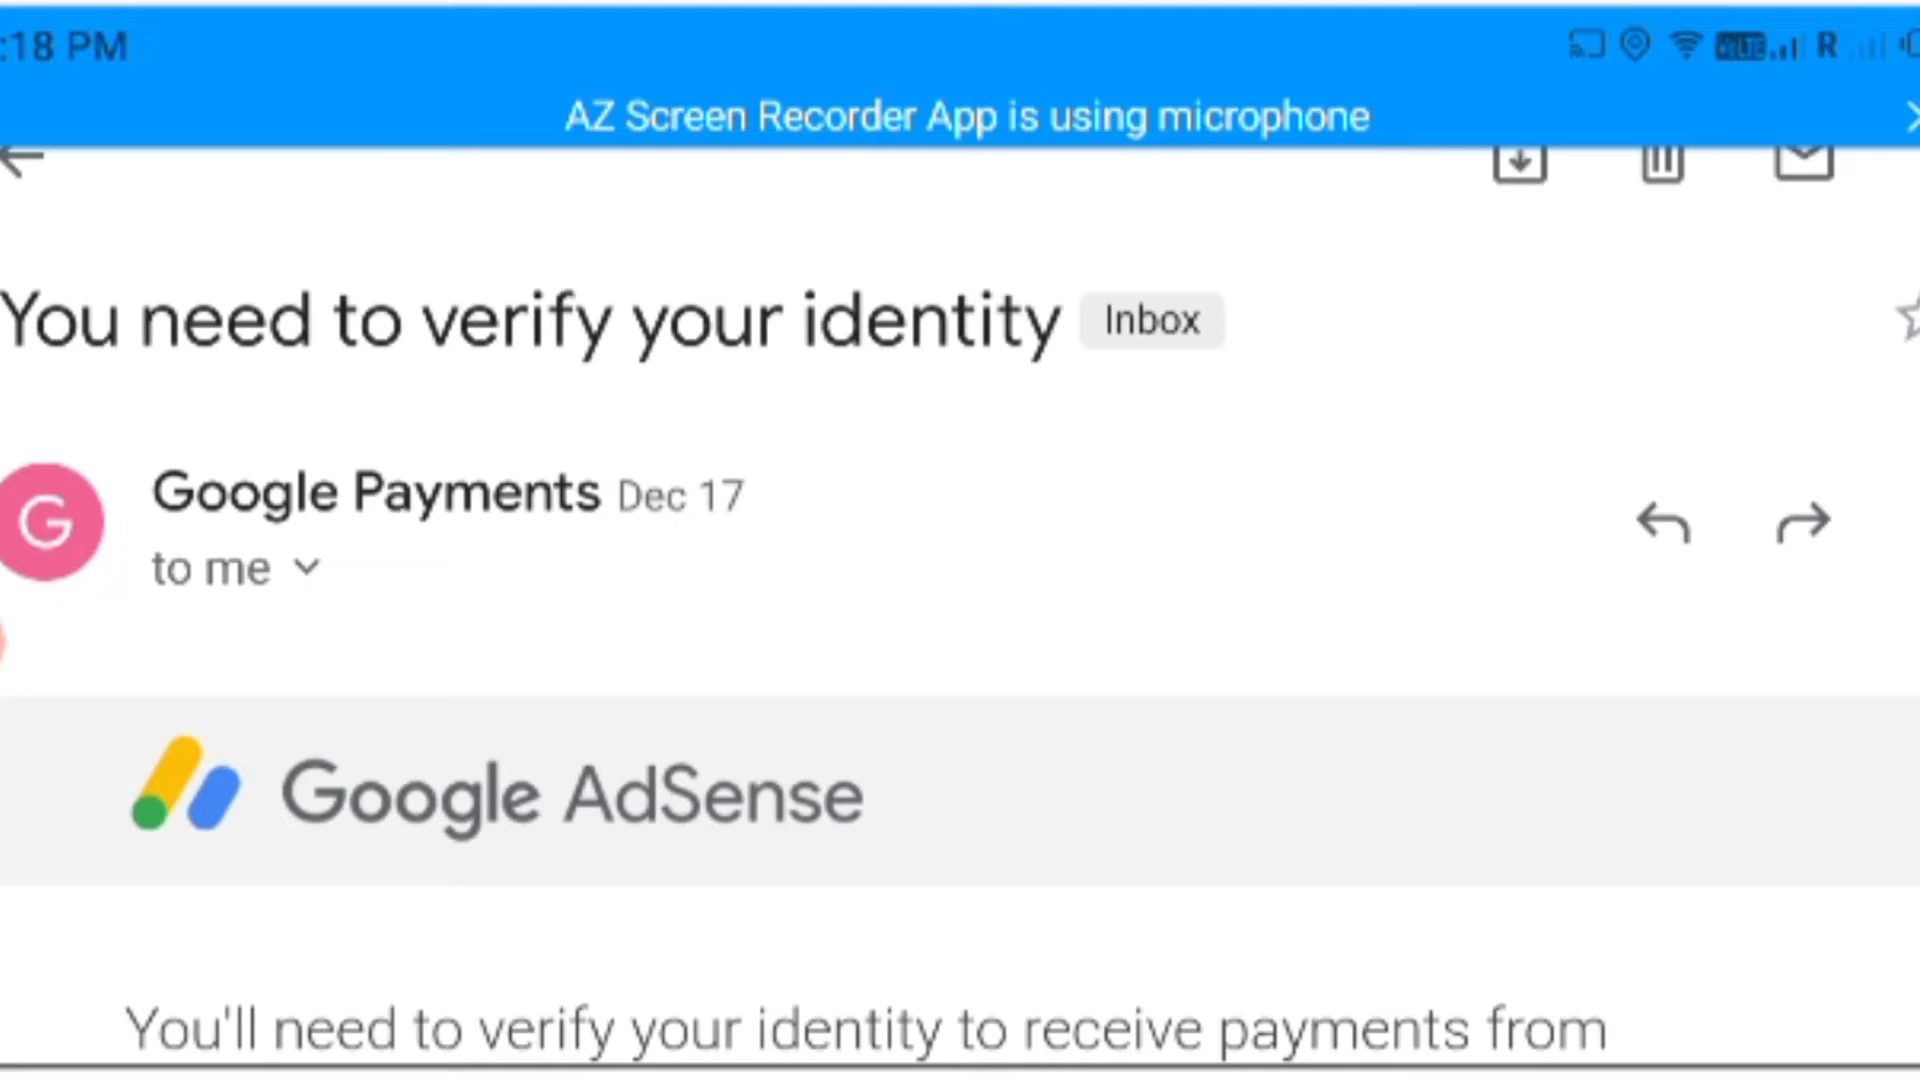 :18 PM
R
AZ Screen Recorder App is using microphone
You need to verify your identity Inbox
G
Google Payments Dec 17
to me
Google AdSense
You'll need to verify your identity to receive payments from